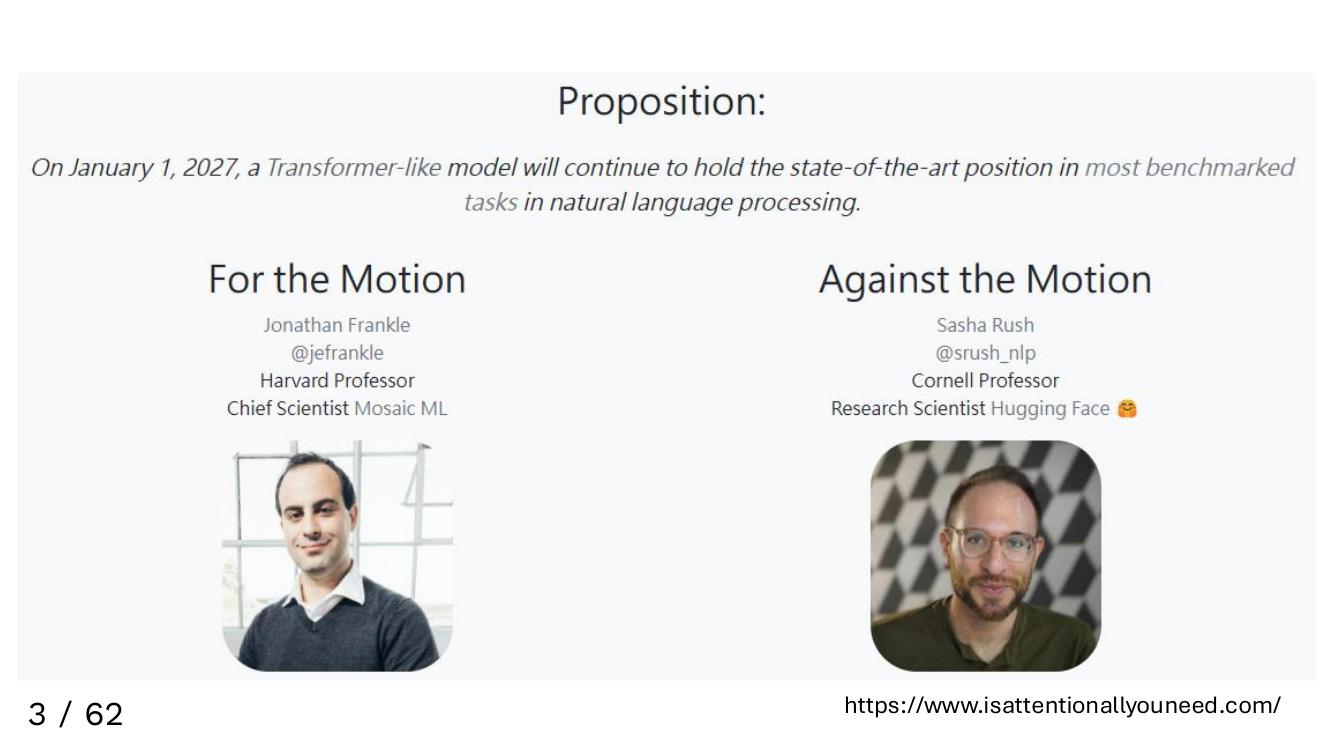 Proposition:
On January 1, 2027, a Transformer-like model will continue to hold the state-of-the-art position in most benchmarked
tasks in natural language processing.
For the Motion
Jonathan Frankle
@jefrankle
Harvard Professor
Chief Scientist Mosaic ML
Against the Motion
Sasha Rush
@srush_nlp
Cornell Professor
Research Scientist Hugging Face 🤗
3 / 62
https://www.isattentionallyouneed.com/